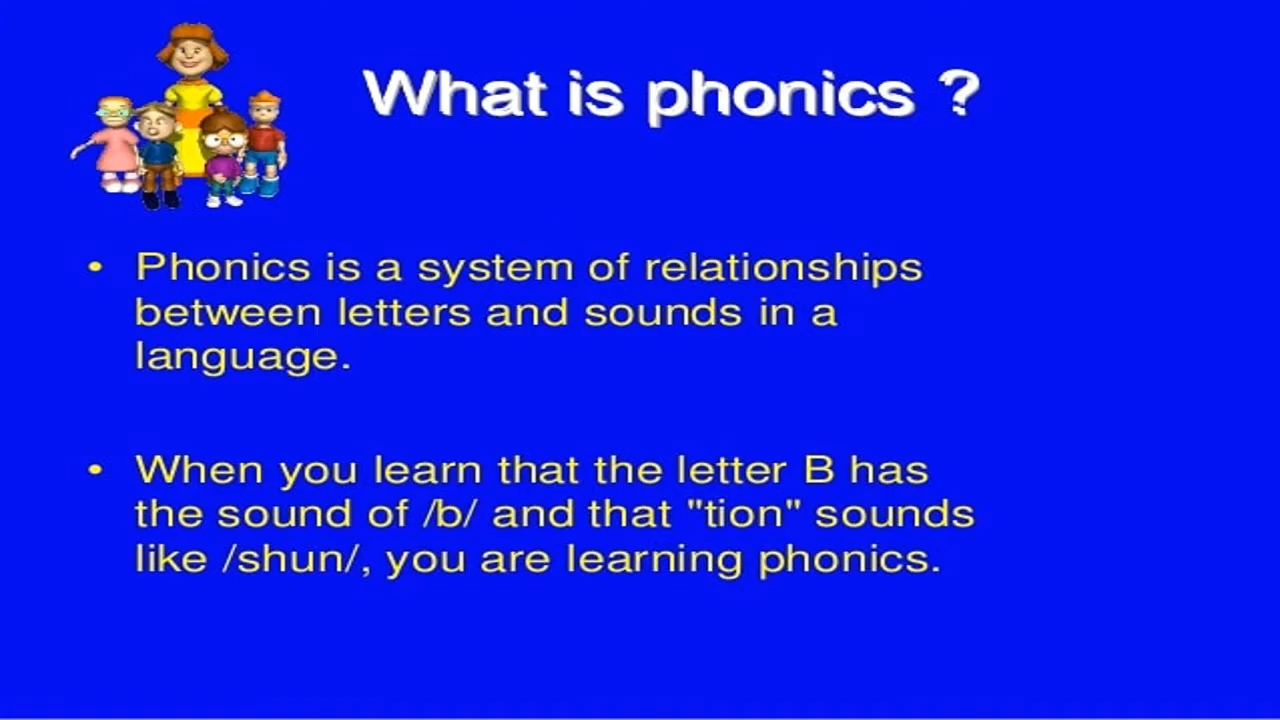 What is phonics ?
• Phonics is a system of relationships
between letters and sounds in a
language.
• When you learn that the letter B has
the sound of /b/ and that "tion" sounds
like /shun/, you are learning phonics.